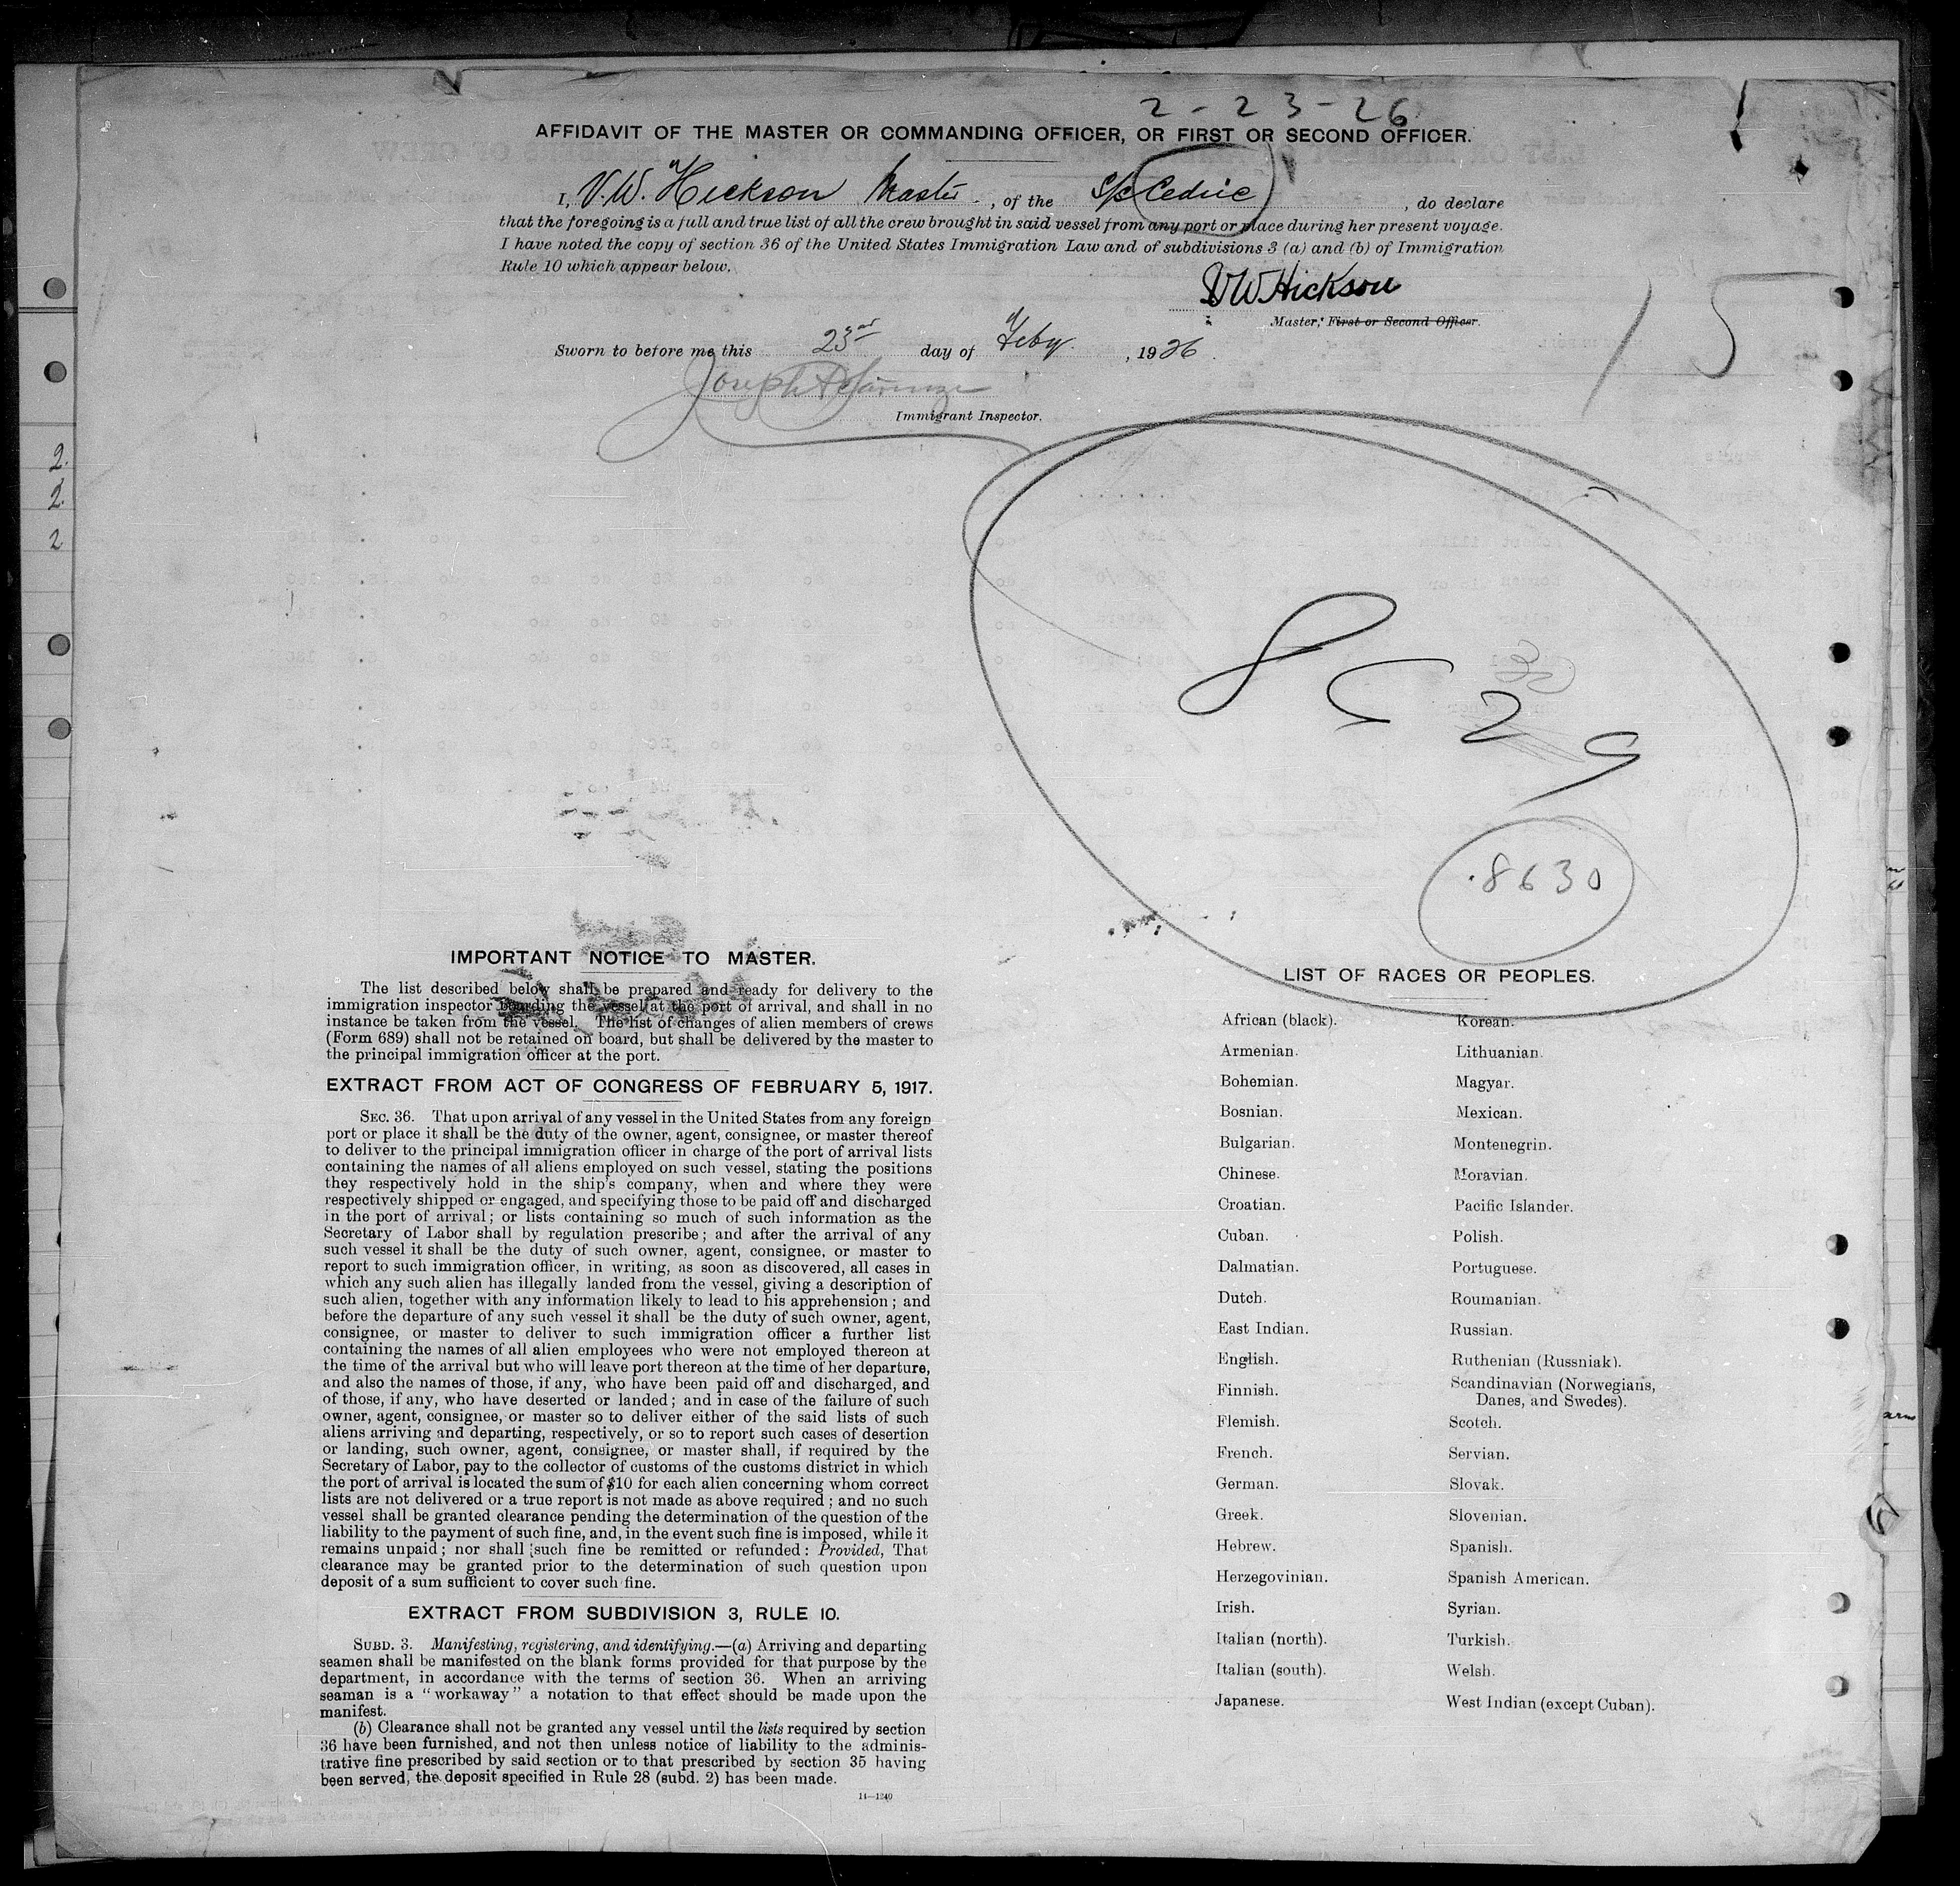 2-23-26
AFFIDAVIT OF THE MASTER OR COMMANDING OFFICER, OR FIRST OR SECOND OFFICER.
I, V.W. Hickson Master, of the S/S Cedric, do declare
that the foregoing is a full and true list of all the crew brought in said vessel from any port or place during her present voyage.
I have noted the copy of section 36 of the United States Immigration Law and of subdivisions 3 (a) and (b) of Immigration
Rule 10 which appear below.
VW Hickson
Master, First or Second Officer.
15
Sworn to before me this 23rd day of Feby. , 1926.
Joseph
Immigrant Inspector.
2
2
2
30
8629
8630
IMPORTANT NOTICE TO MASTER.
The list described below shall be prepared and ready for delivery to the
immigration inspector boarding the vessel at the port of arrival, and shall in no
instance be taken from the vessel. The list of changes of alien members of crews
(Form 689) shall not be retained on board, but shall be delivered by the master to
the principal immigration officer at the port.
EXTRACT FROM ACT OF CONGRESS OF FEBRUARY 5, 1917.
SEC. 36. That upon arrival of any vessel in the United States from any foreign
port or place it shall be the duty of the owner, agent, consignee, or master thereof
to deliver to the principal immigration officer in charge of the port of arrival lists
containing the names of all aliens employed on such vessel, stating the positions
they respectively hold in the ship's company, when and where they were
respectively shipped or engaged, and specifying those to be paid off and discharged
in the port of arrival; or lists containing so much of such information as the
Secretary of Labor shall by regulation prescribe; and after the arrival of any
such vessel it shall be the duty of such owner, agent, consignee, or master to
report to such immigration officer, in writing, as soon as discovered, all cases in
which any such alien has illegally landed from the vessel, giving a description of
such alien, together with any information likely to lead to his apprehension; and
before the departure of any such vessel it shall be the duty of such owner, agent,
consignee, or master to deliver to such immigration officer a further list
containing the names of all alien employees who were not employed thereon at
the time of the arrival but who will leave port thereon at the time of her departure,
and also the names of those, if any, who have been paid off and discharged, and
of those, if any, who have deserted or landed; and in case of the failure of such
owner, agent, consignee, or master so to deliver either of the said lists of such
aliens arriving and departing, respectively, or so to report such cases of desertion
or landing, such owner, agent, consignee, or master shall, if required by the
Secretary of Labor, pay to the collector of customs of the customs district in which
the port of arrival is located the sum of $10 for each alien concerning whom correct
lists are not delivered or a true report is not made as above required; and no such
vessel shall be granted clearance pending the determination of the question of the
liability to the payment of such fine, and, in the event such fine is imposed, while it
remains unpaid; nor shall such fine be remitted or refunded: Provided, That
clearance may be granted prior to the determination of such question upon
deposit of a sum sufficient to cover such fine.
EXTRACT FROM SUBDIVISION 3, RULE 10.
SUBD. 3. Manifesting, registering, and identifying.—(a) Arriving and departing
seamen shall be manifested on the blank forms provided for that purpose by the
department, in accordance with the terms of section 36. When an arriving
seaman is a "workaway" a notation to that effect should be made upon the
manifest.
(b) Clearance shall not be granted any vessel until the lists required by section
36 have been furnished, and not then unless notice of liability to the adminis-
trative fine prescribed by said section or to that prescribed by section 35 having
been served, the deposit specified in Rule 28 (subd. 2) has been made.
14—1240
LIST OF RACES OR PEOPLES.
African (black).
Armenian.
Bohemian.
Bosnian.
Bulgarian.
Chinese.
Croatian.
Cuban.
Dalmatian.
Dutch.
East Indian.
English.
Finnish.
Flemish.
French.
German.
Greek.
Hebrew.
Herzegovinian.
Irish.
Italian (north).
Italian (south).
Japanese.
Korean.
Lithuanian.
Magyar.
Mexican.
Montenegrin.
Moravian.
Pacific Islander.
Polish.
Portuguese.
Roumanian.
Russian.
Ruthenian (Russniak).
Scandinavian (Norwegians,
Danes, and Swedes).
Scotch.
Servian.
Slovak.
Slovenian.
Spanish.
Spanish American.
Syrian.
Turkish.
Welsh.
West Indian (except Cuban).